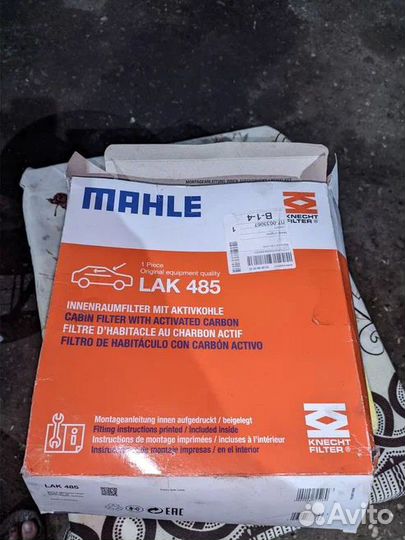 MAHLE
KNECHT
FILTER®
B-1-4
1
1 Piece
Original equipment quality
LAK 485
INNENRAUMFILTER MIT AKTIVKOHLE
CABIN FILTER WITH ACTIVATED CARBON
FILTRE D'HABITACLE AU CHARBON ACTIF
FILTRO DE HABITÁCULO CON CARBÓN ACTIVO
Montageanleitung innen aufgedruckt / beigelegt
Fitting instructions printed / included inside
Instructions de montage imprimées / incluses à l'intérieur
Instrucciones de montaje impresas / en el interior
KNECHT
FILTER®
LAK 485
EAC
Avito